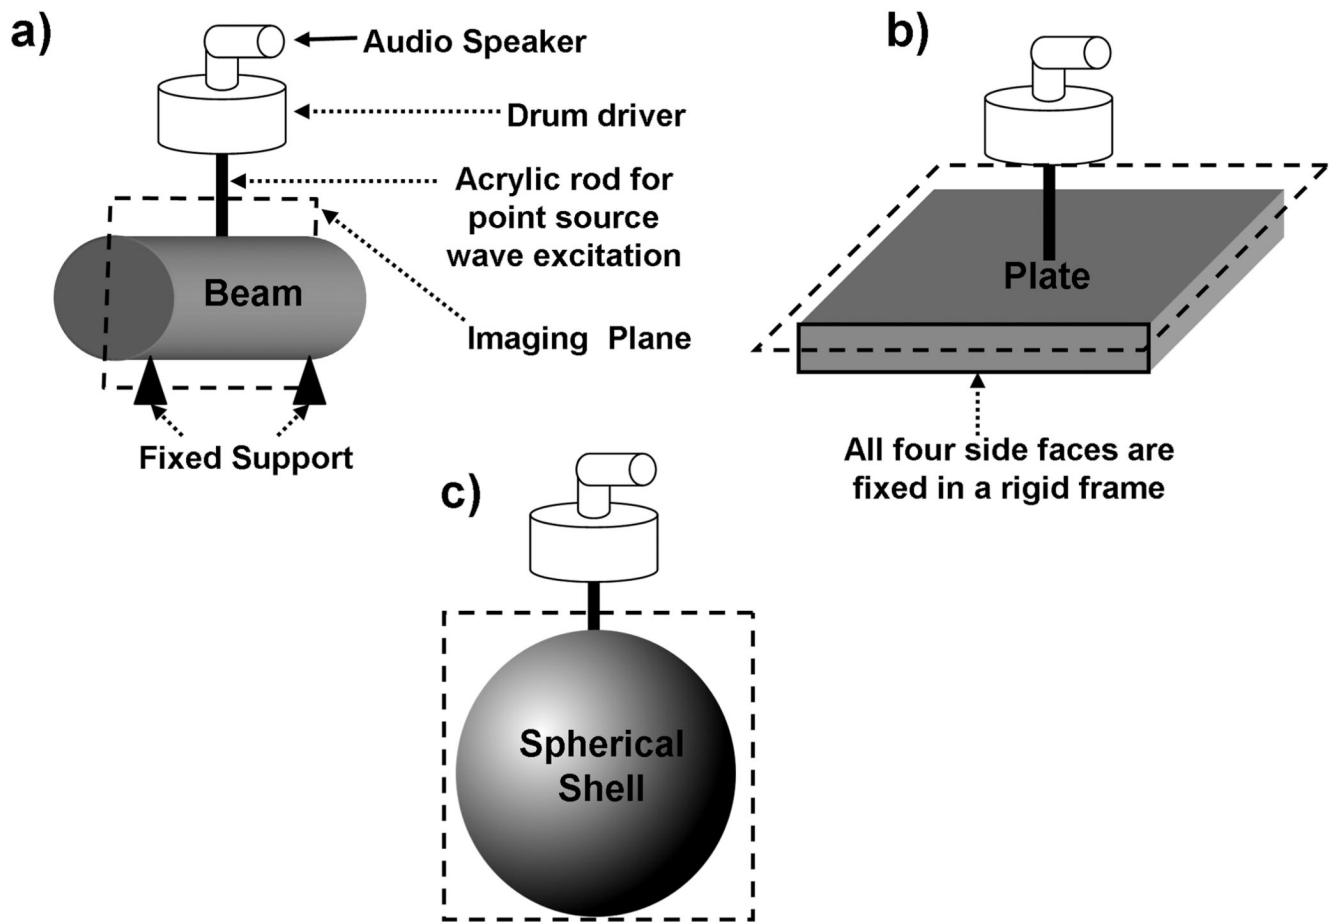 a)
Audio Speaker
Drum driver
Acrylic rod for
point source
wave excitation
Beam
Imaging Plane
Fixed Support
b)
Plate
All four side faces are
fixed in a rigid frame
c)
Spherical
Shell